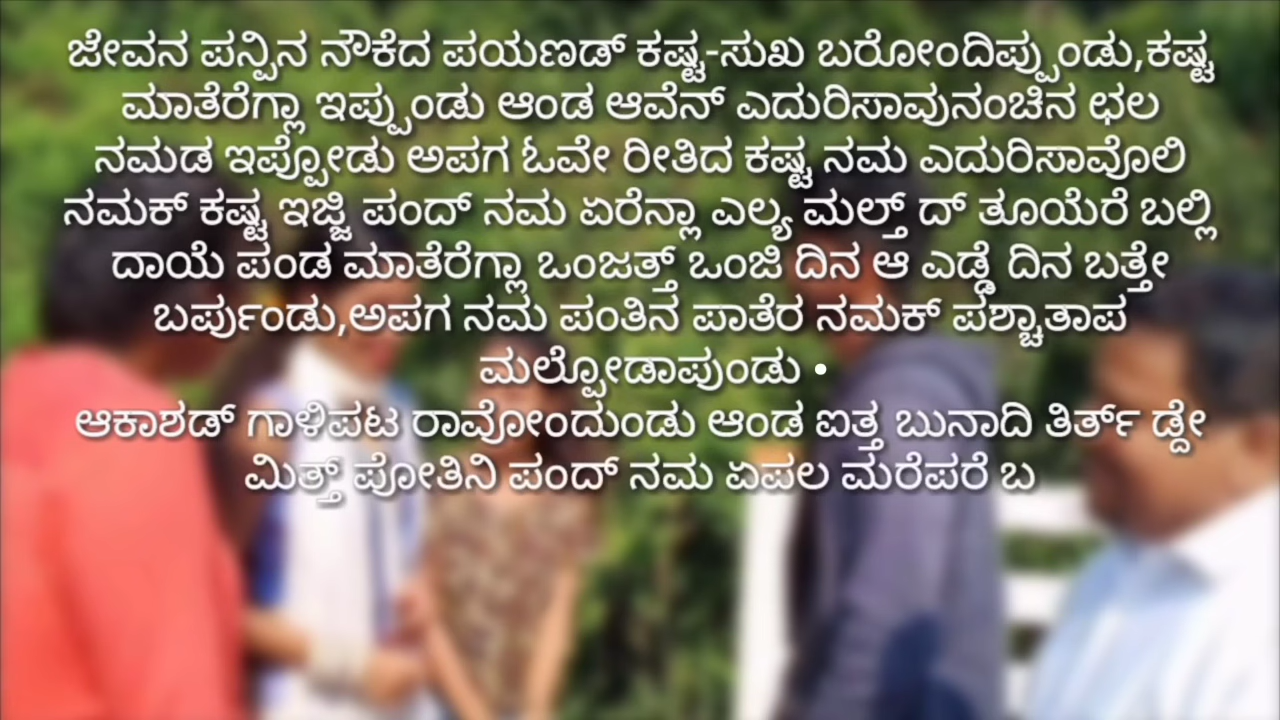 ಜೇವನ ಪನ್ಪಿನ ನೌಕೆದ ಪಯಣಡ್ ಕಷ್ಟ-ಸುಖ ಬರೋಂದಿಪ್ಪುಂಡು,ಕಷ್ಟ
ಮಾತೆರೆಗ್ಲಾ ಇಪ್ಪುಂಡು ಆಂಡ ಆವೆನ್ ಎದುರಿಸಾವುನಂಚಿನ ಛಲ
ನಮಡ ಇಪ್ಪೋಡು ಅಪಗ ಓವೇ ರೀತಿದ ಕಷ್ಟ ನಮ ಎದುರಿಸಾವೊಲಿ
ನಮಕ್ ಕಷ್ಟ ಇಜ್ಜಿ ಪಂದ್ ನಮ ಏರೆನ್ಲಾ ಎಲ್ಯ ಮಲ್ತ್ ದ್ ತೂಯೆರೆ ಬಲ್ಲಿ
ದಾಯೆ ಪಂಡ ಮಾತೆರೆಗ್ಲಾ ಒಂಜತ್ತ್ ಒಂಜಿ ದಿನ ಆ ಎಡ್ಡೆ ದಿನ ಬತ್ತೇ
ಬರ್ಪುಂಡು,ಅಪಗ ನಮ ಪಂತಿನ ಪಾತೆರ ನಮಕ್ ಪಶ್ಚಾತಾಪ
ಮಲ್ಪೋಡಾಪುಂಡು •
ಆಕಾಶಡ್ ಗಾಳಿಪಟ ರಾವೋಂದುಂಡು ಆಂಡ ಐತ್ತ ಬುನಾದಿ ತಿರ್ತ್ ಡ್ದೇ
ಮಿತ್ತ್ ಪೋತಿನಿ ಪಂದ್ ನಮ ಏಪಲ ಮರೆಪರೆ ಬ